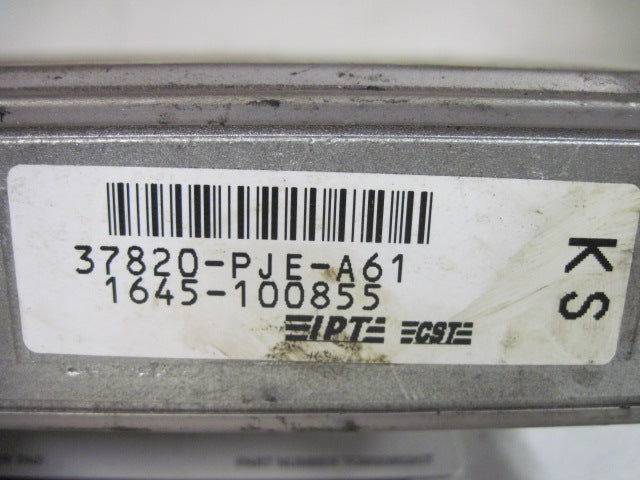 37820-PJE-A61
1645-100855
IPT CST
KS